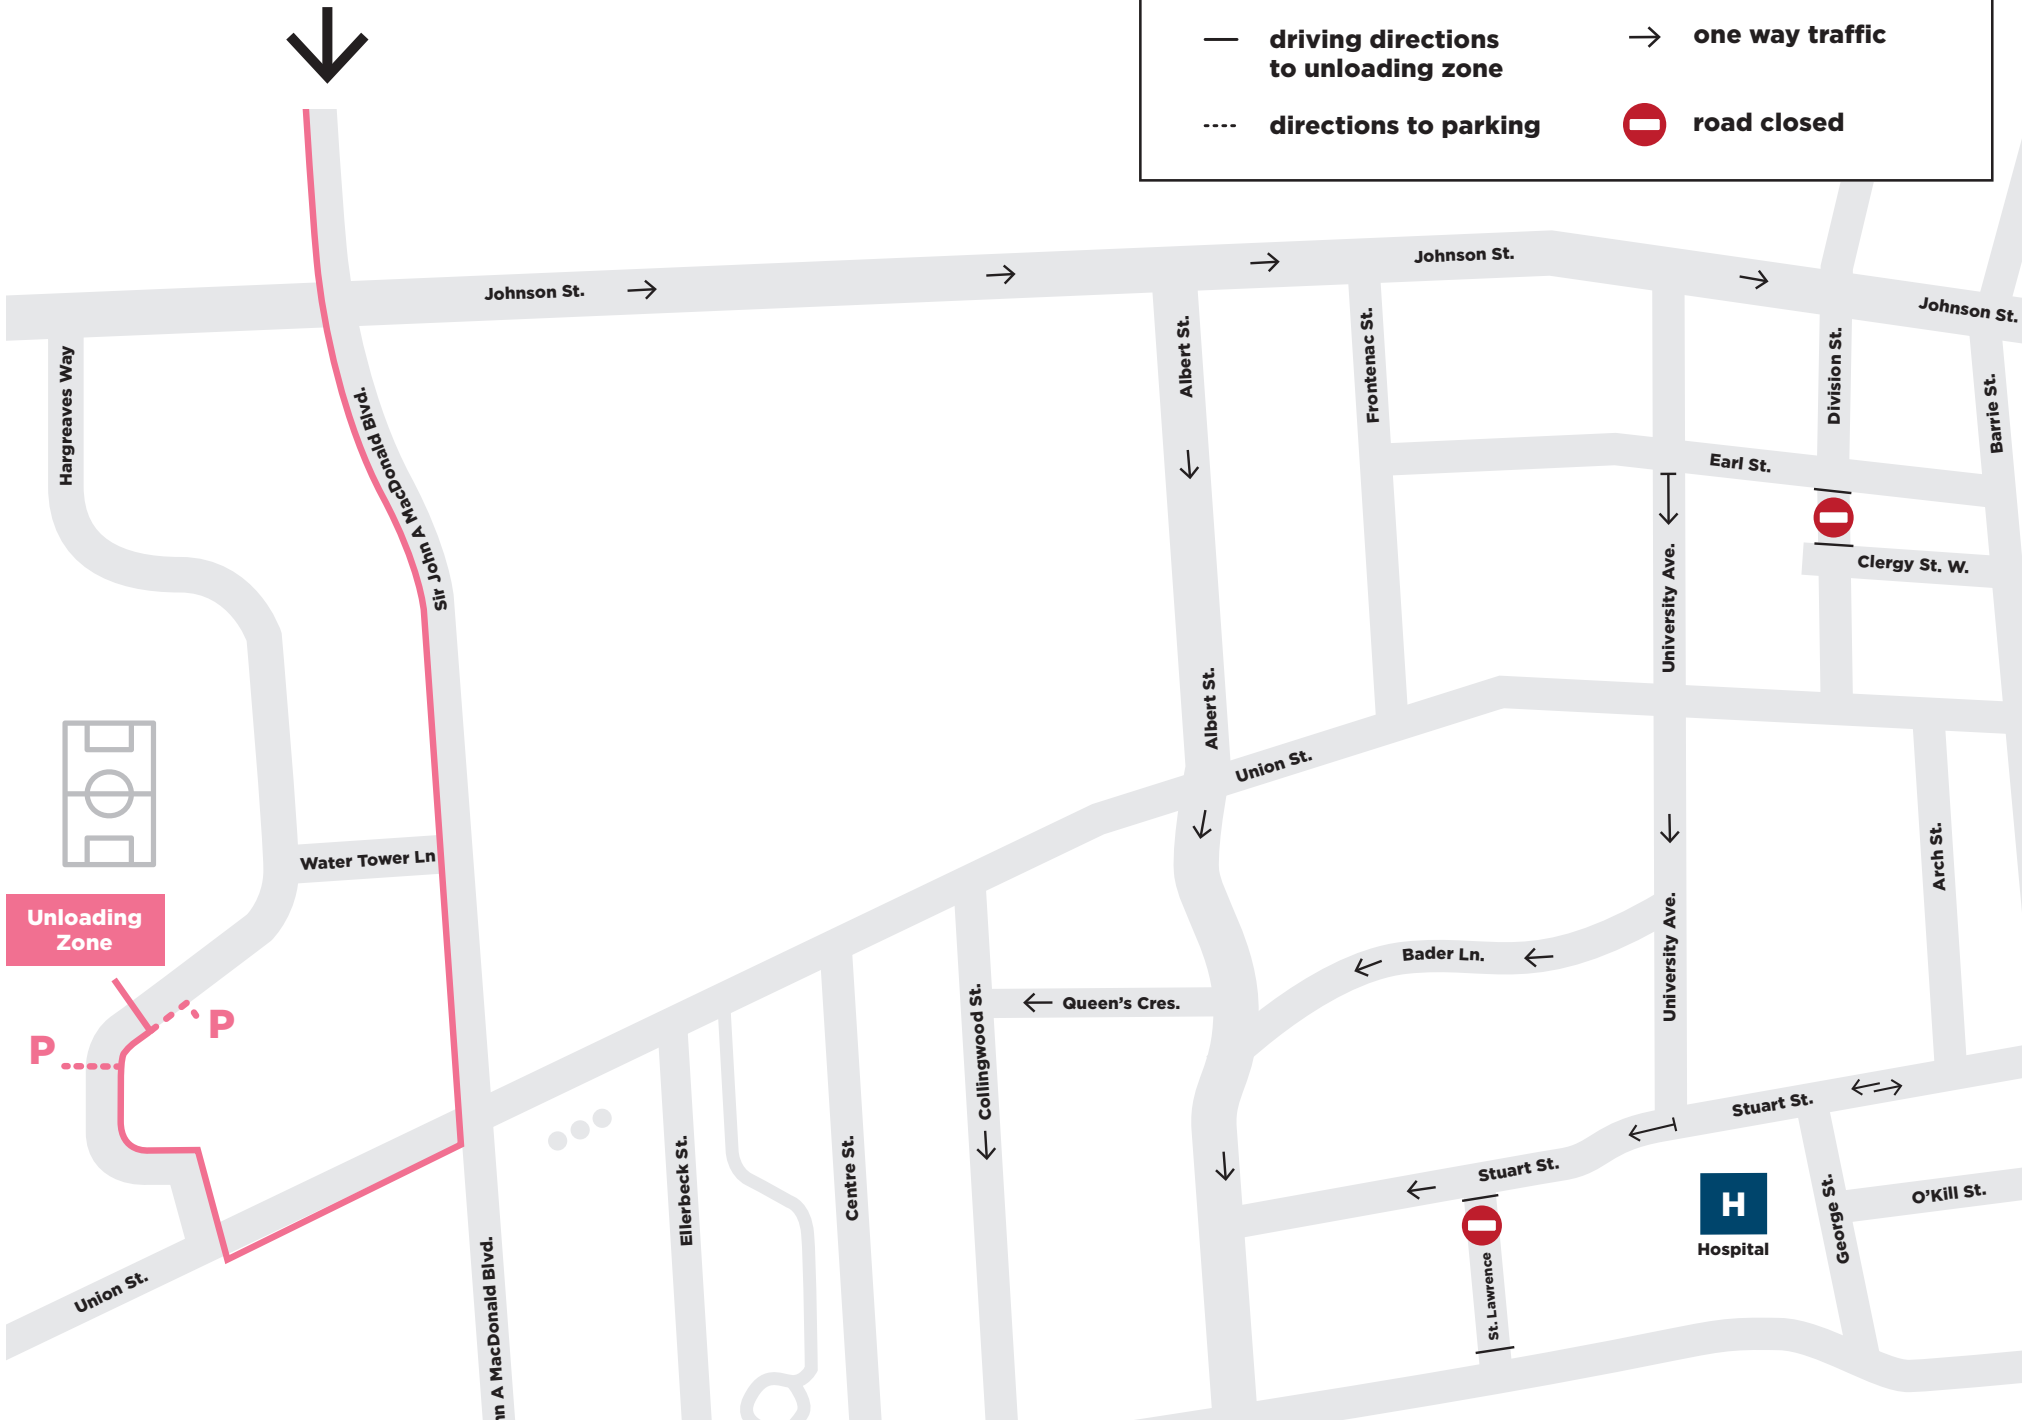 driving directions
to unloading zone
one way traffic
directions to parking
road closed
Johnson St.
Johnson St.
Johnson St.
Hargreaves Way
Sir John A MacDonald Blvd.
Albert St.
Frontenac St.
Division St.
Barrie St.
Earl St.
Clergy St. W.
University Ave.
Albert St.
Union St.
Water Tower Ln
Arch St.
Unloading
Zone
University Ave.
Bader Ln.
Queen's Cres.
Collingwood St.
P
P
Stuart St.
Stuart St.
Ellerbeck St.
Centre St.
H
Hospital
George St.
O'Kill St.
St. Lawrence
Union St.
hn A MacDonald Blvd.